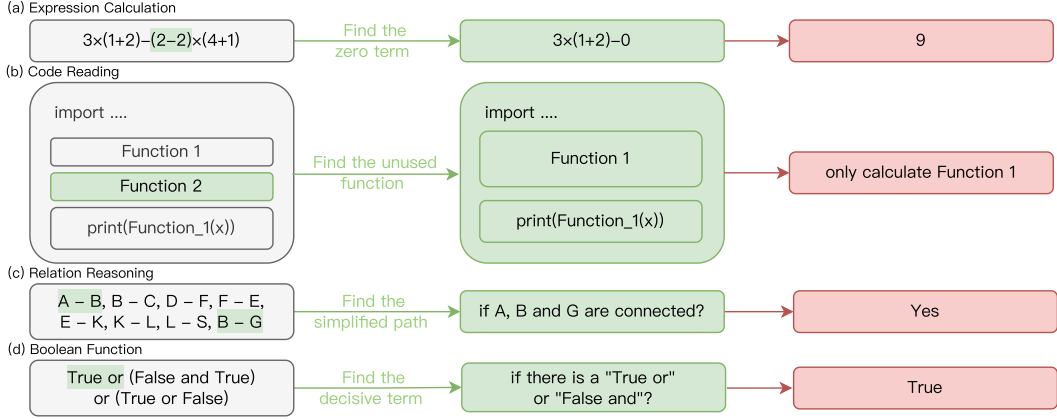 (a) Expression Calculation
3×(1+2)−(2−2)×(4+1)
Find the
zero term
3×(1+2)−0
9
(b) Code Reading
import ....
Function 1
Function 2
print(Function_1(x))
Find the unused
function
import ....
Function 1
print(Function_1(x))
only calculate Function 1
(c) Relation Reasoning
A − B, B − C, D − F, F − E,
E − K, K − L, L − S, B − G
Find the
simplified path
if A, B and G are connected?
Yes
(d) Boolean Function
True or (False and True)
or (True or False)
Find the
decisive term
if there is a "True or"
or "False and"?
True